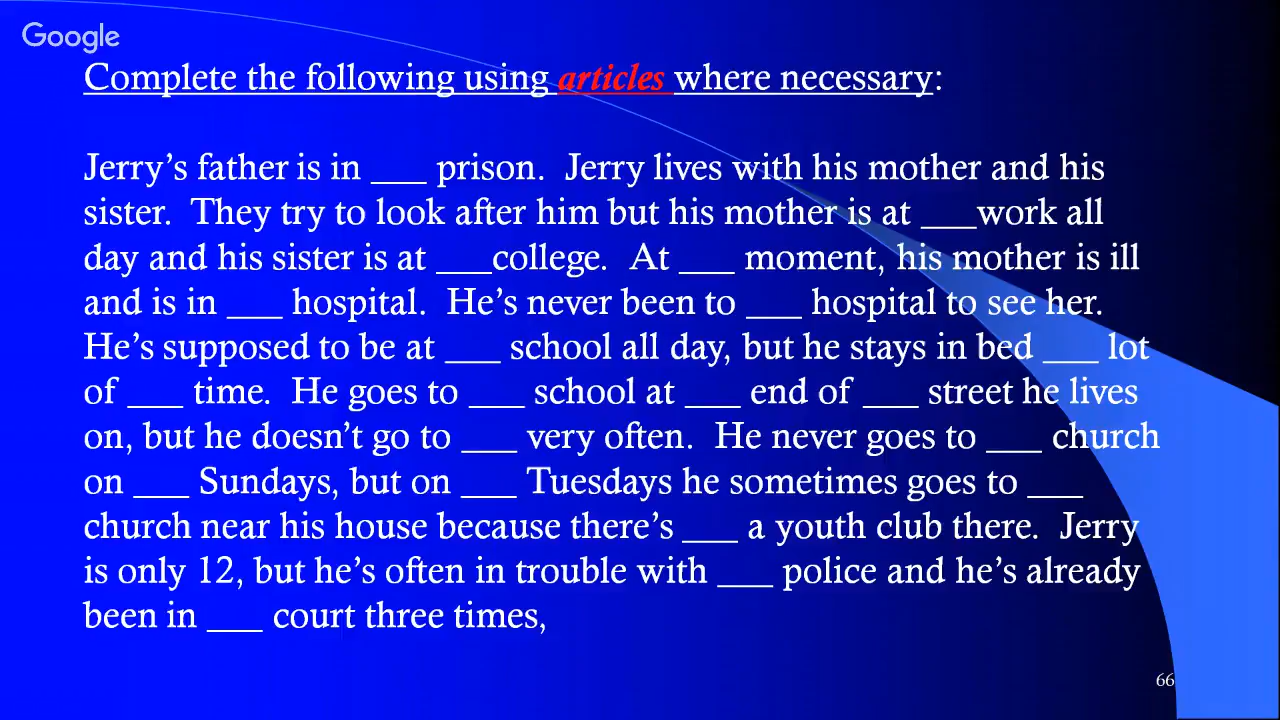 Google
Complete the following using articles where necessary:
Jerry’s father is in ___ prison.  Jerry lives with his mother and his
sister.  They try to look after him but his mother is at ___work all
day and his sister is at ___college.  At ___ moment, his mother is ill
and is in ___ hospital.  He’s never been to ___ hospital to see her.
He’s supposed to be at ___ school all day, but he stays in bed ___ lot
of ___ time.  He goes to ___ school at ___ end of ___ street he lives
on, but he doesn’t go to ___ very often.  He never goes to ___ church
on ___ Sundays, but on ___ Tuesdays he sometimes goes to ___
church near his house because there’s ___ a youth club there.  Jerry
is only 12, but he’s often in trouble with ___ police and he’s already
been in ___ court three times,
66